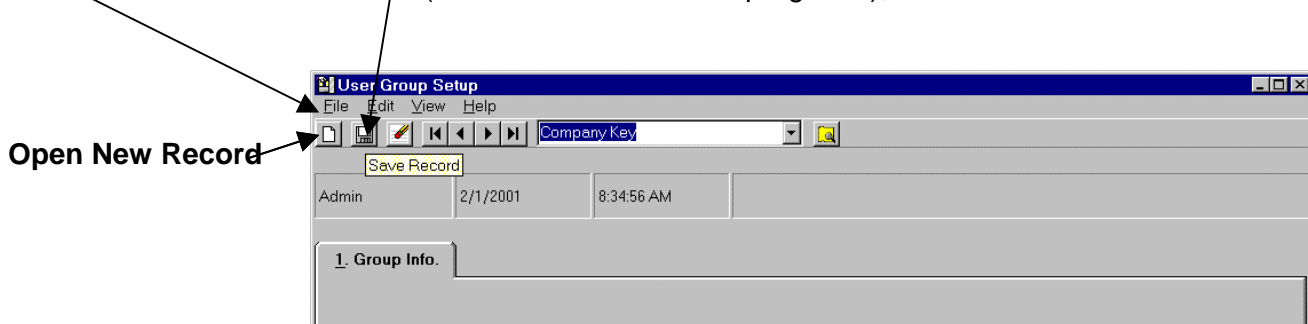 User Group Setup
File Edit View Help
Company Key
Open New Record
Save Record
Admin 2/1/2001 8:34:56 AM
1. Group Info.